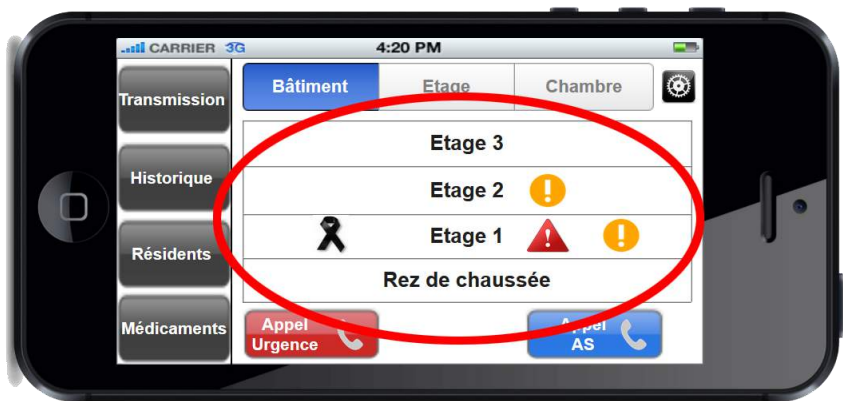 CARRIER 3G 4:20 PM
Transmission
Bâtiment Etage Chambre
Etage 3
Historique
Etage 2 !
Résidents
Etage 1 ! !
Rez de chaussée
Médicaments
Appel
Urgence
Appel
AS